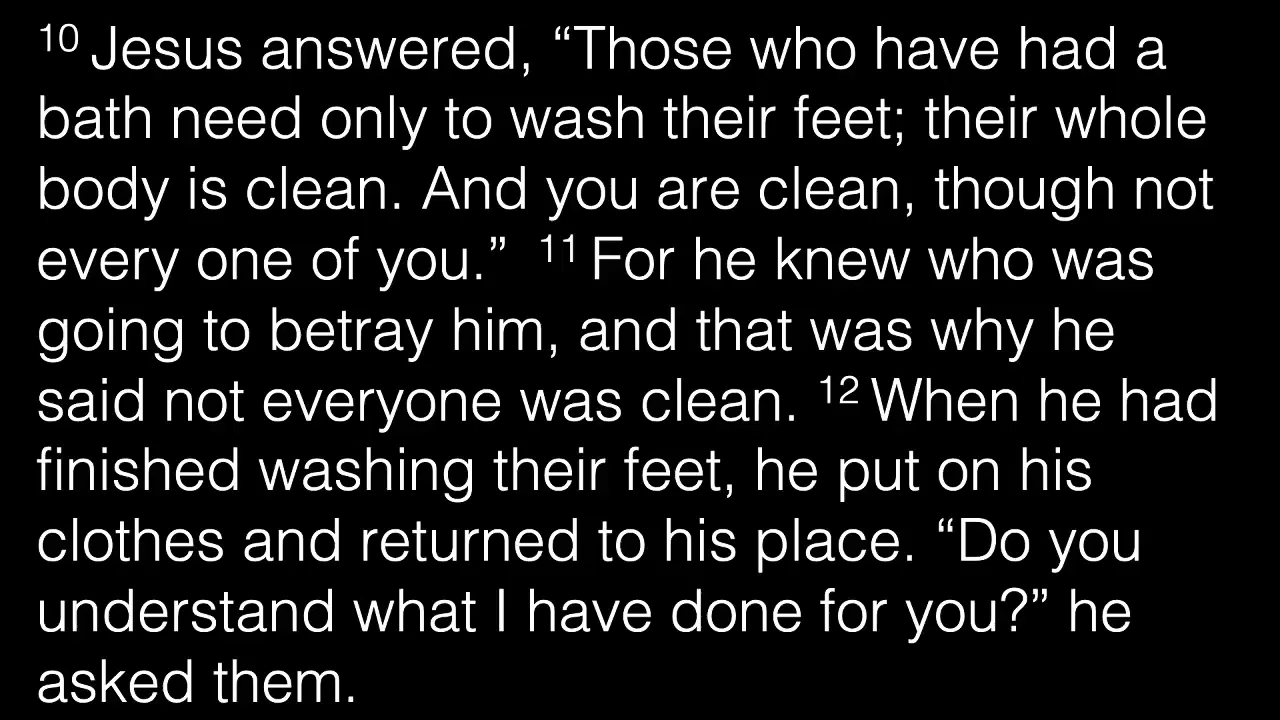 10 Jesus answered, “Those who have had a
bath need only to wash their feet; their whole
body is clean. And you are clean, though not
every one of you.” 11 For he knew who was
going to betray him, and that was why he
said not everyone was clean. 12 When he had
finished washing their feet, he put on his
clothes and returned to his place. “Do you
understand what I have done for you?” he
asked them.